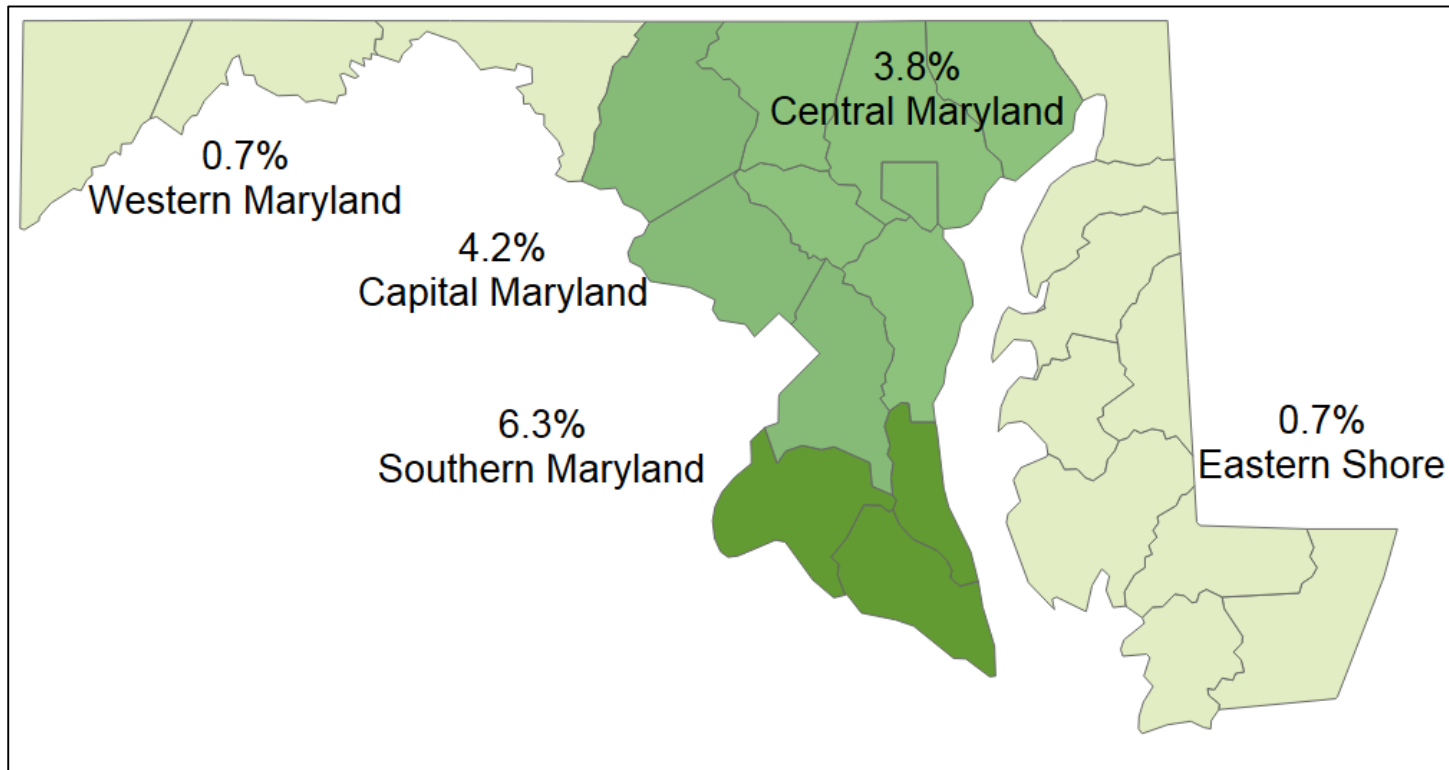 3.8%
Central Maryland
0.7%
Western Maryland
4.2%
Capital Maryland
6.3%
Southern Maryland
0.7%
Eastern Shore